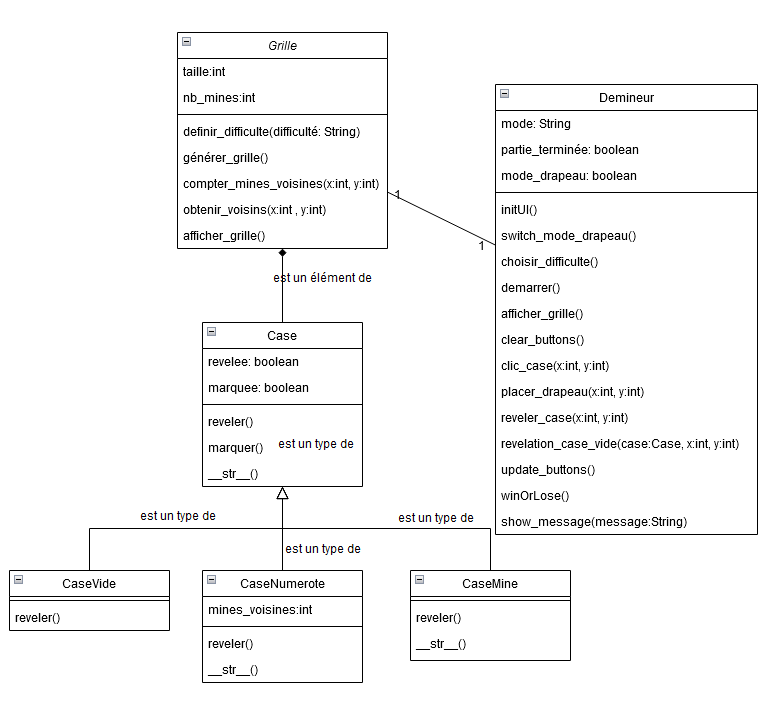 Grille
taille:int
nb_mines:int
definir_difficulte(difficulté: String)
générer_grille()
compter_mines_voisines(x:int, y:int)
obtenir_voisins(x:int , y:int)
afficher_grille()
1
1
Demineur
mode: String
partie_terminée: boolean
mode_drapeau: boolean
initUI()
switch_mode_drapeau()
choisir_difficulte()
demarrer()
afficher_grille()
clear_buttons()
clic_case(x:int, y:int)
placer_drapeau(x:int, y:int)
reveler_case(x:int, y:int)
revelation_case_vide(case:Case, x:int, y:int)
update_buttons()
winOrLose()
show_message(message:String)
est un élément de
Case
revelee: boolean
marquee: boolean
reveler()
marquer()
est un type de
__str__()
est un type de
est un type de
est un type de
CaseVide
reveler()
CaseNumerote
mines_voisines:int
reveler()
__str__()
CaseMine
reveler()
__str__()